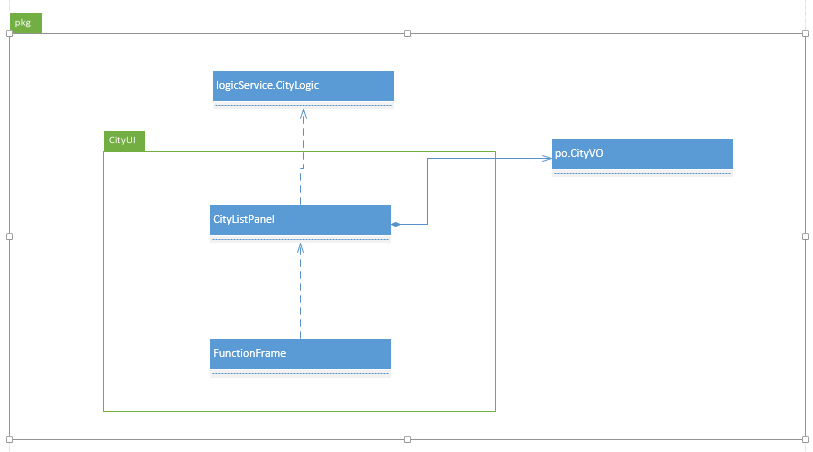 pkg
logicService.CityLogic
CityUI
po.CityVO
CityListPanel
FunctionFrame